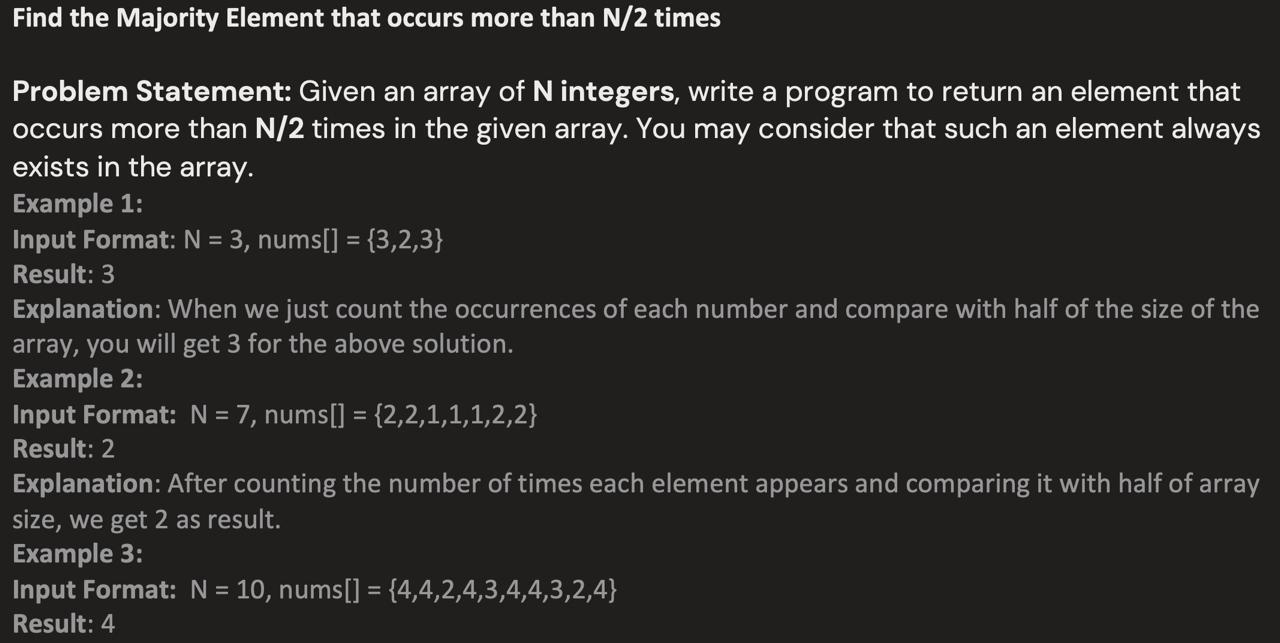 Find the Majority Element that occurs more than N/2 times
Problem Statement: Given an array of N integers, write a program to return an element that
occurs more than N/2 times in the given array. You may consider that such an element always
exists in the array.
Example 1:
Input Format: N = 3, nums[] = {3,2,3}
Result: 3
Explanation: When we just count the occurrences of each number and compare with half of the size of the
array, you will get 3 for the above solution.
Example 2:
Input Format:  N = 7, nums[] = {2,2,1,1,1,2,2}
Result: 2
Explanation: After counting the number of times each element appears and comparing it with half of array
size, we get 2 as result.
Example 3:
Input Format:  N = 10, nums[] = {4,4,2,4,3,4,4,3,2,4}
Result: 4